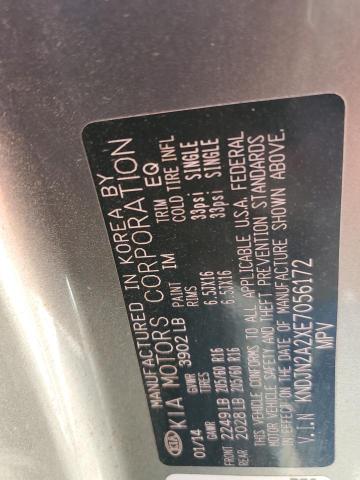 MANUFACTURED IN KOREA BY
KIA KIA MOTORS CORPORATION
01/14 GVWR 3902 LB PAINT IM TRIM EQ
GAWR TIRES RIMS COLD TIRE INFL
FRONT 2249 LB 205/60 R16 6.5JX16 33psi SINGLE
REAR 2028 LB 205/60 R16 6.5JX16 33psi SINGLE
THIS VEHICLE CONFORMS TO ALL APPLICABLE U.S.A. FEDERAL
MOTOR VEHICLE SAFETY AND THEFT PREVENTION STANDARDS
IN EFFECT ON THE DATE OF MANUFACTURE SHOWN ABOVE.
V.I.N KNDJN2A2XE7056172
MPV